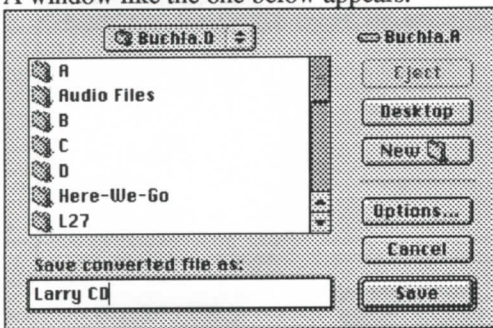 A window like the one below appears.
Buchla.D
Buchla.A
A
Audio Files
B
C
D
Here-We-Go
L27
Eject
Desktop
New
Options...
Cancel
Save
Save converted file as:
Larry CD